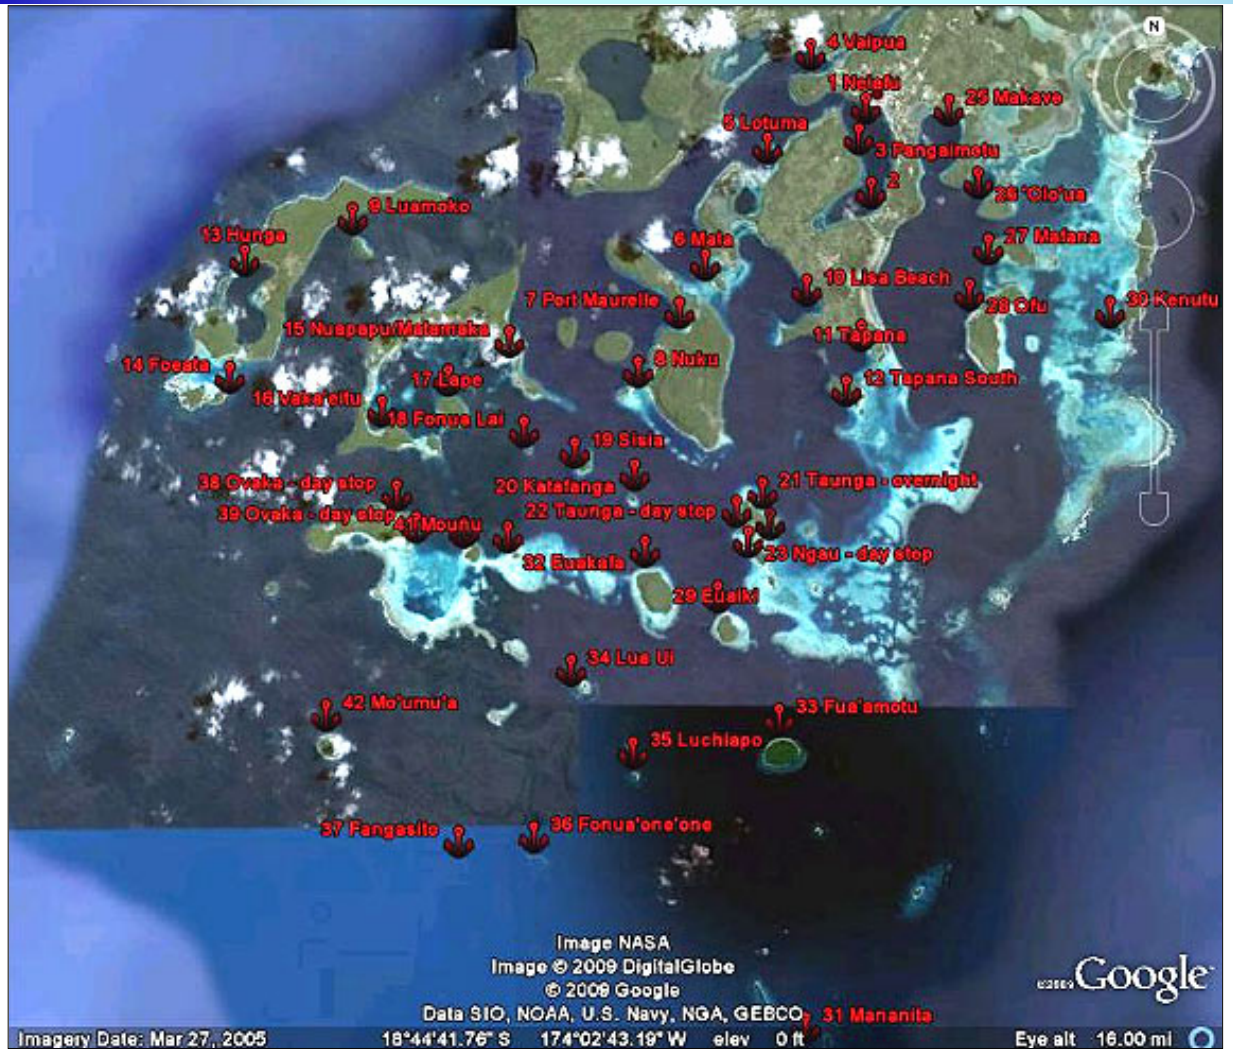 N
4 Vaipua
1 Neiafu
25 Makave
5 Lotuma
3 Pangaimotu
2
26 'Olo'ua
9 Luamoko
13 Hunga
6 Mala
27 Mafana
10 Lisa Beach
7 Port Maurelle
28 Ofu
30 Kenutu
15 Nuapapu/Matamaka
11 Tapana
14 Foeata
8 Nuku
17 Lape
12 Tapana South
16 Vaka'eitu
18 Fonua Lai
19 Sisia
38 Ovaka - day stop
20 Katafanga
21 Taunga - overnight
39 Ovaka - day stop
41 Mounu
22 Taunga - day stop
32 Euakafa
23 Ngau - day stop
29 Euaiki
34 Lua Ui
42 Mo'umu'a
33 Fua'amotu
35 Luchiapo
37 Fangasito
36 Fonua'one'one
Image NASA
Image © 2009 DigitalGlobe
© 2009 Google
©2009 Google
Data SIO, NOAA, U.S. Navy, NGA, GEBCO
31 Mananita
Imagery Date: Mar 27, 2005 18°44'41.76" S 174°02'43.19" W elev 0 ft Eye alt 16.00 mi